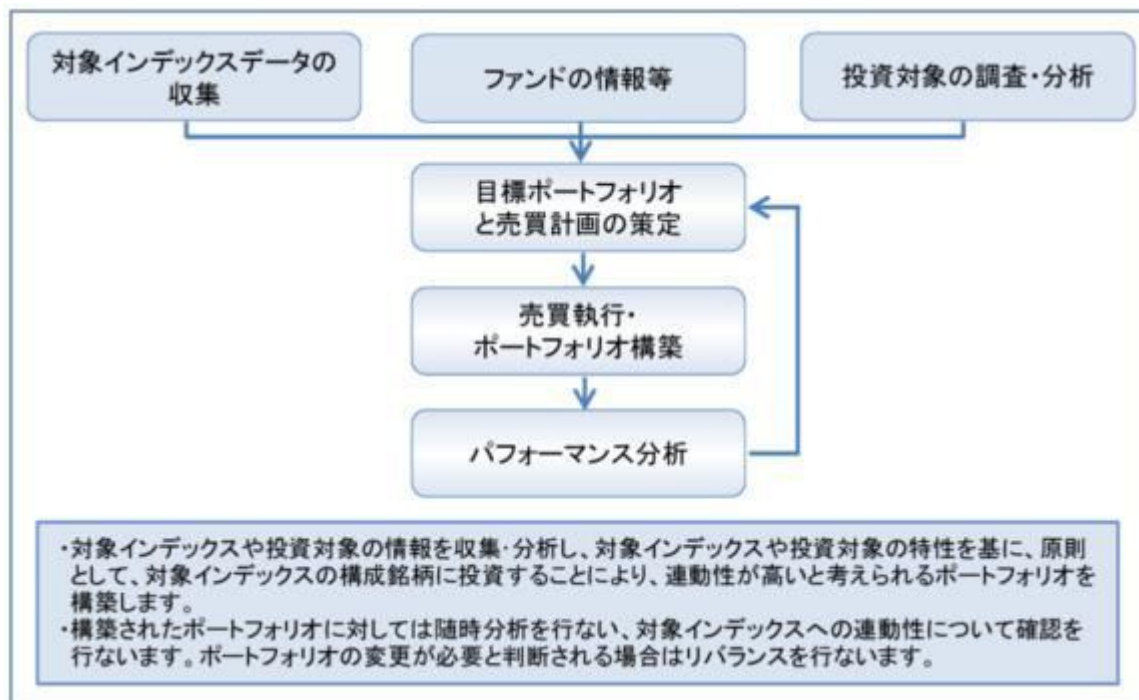 対象インデックスデータの
収集
ファンドの情報等
投資対象の調査・分析
目標ポートフォリオ
と売買計画の策定
売買執行・
ポートフォリオ構築
パフォーマンス分析
・対象インデックスや投資対象の情報を収集・分析し、対象インデックスや投資対象の特性を基に、原則
として、対象インデックスの構成銘柄に投資することにより、連動性が高いと考えられるポートフォリオを
構築します。
・構築されたポートフォリオに対しては随時分析を行ない、対象インデックスへの連動性について確認を
行ないます。ポートフォリオの変更が必要と判断される場合はリバランスを行ないます。